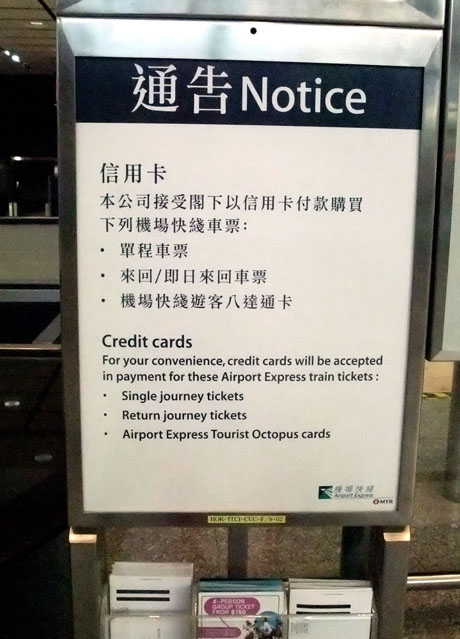 通告Notice
信用卡
本公司接受閣下以信用卡付款購買
下列機場快綫車票:
• 單程車票
• 來回/即日來回車票
• 機場快綫遊客八達通卡
Credit cards
For your convenience, credit cards will be accepted
in payment for these Airport Express train tickets :
• Single journey tickets
• Return journey tickets
• Airport Express Tourist Octopus cards
機場快綫
Airport Express
MTR
4-PERSON
GROUP TICKET
FROM $150